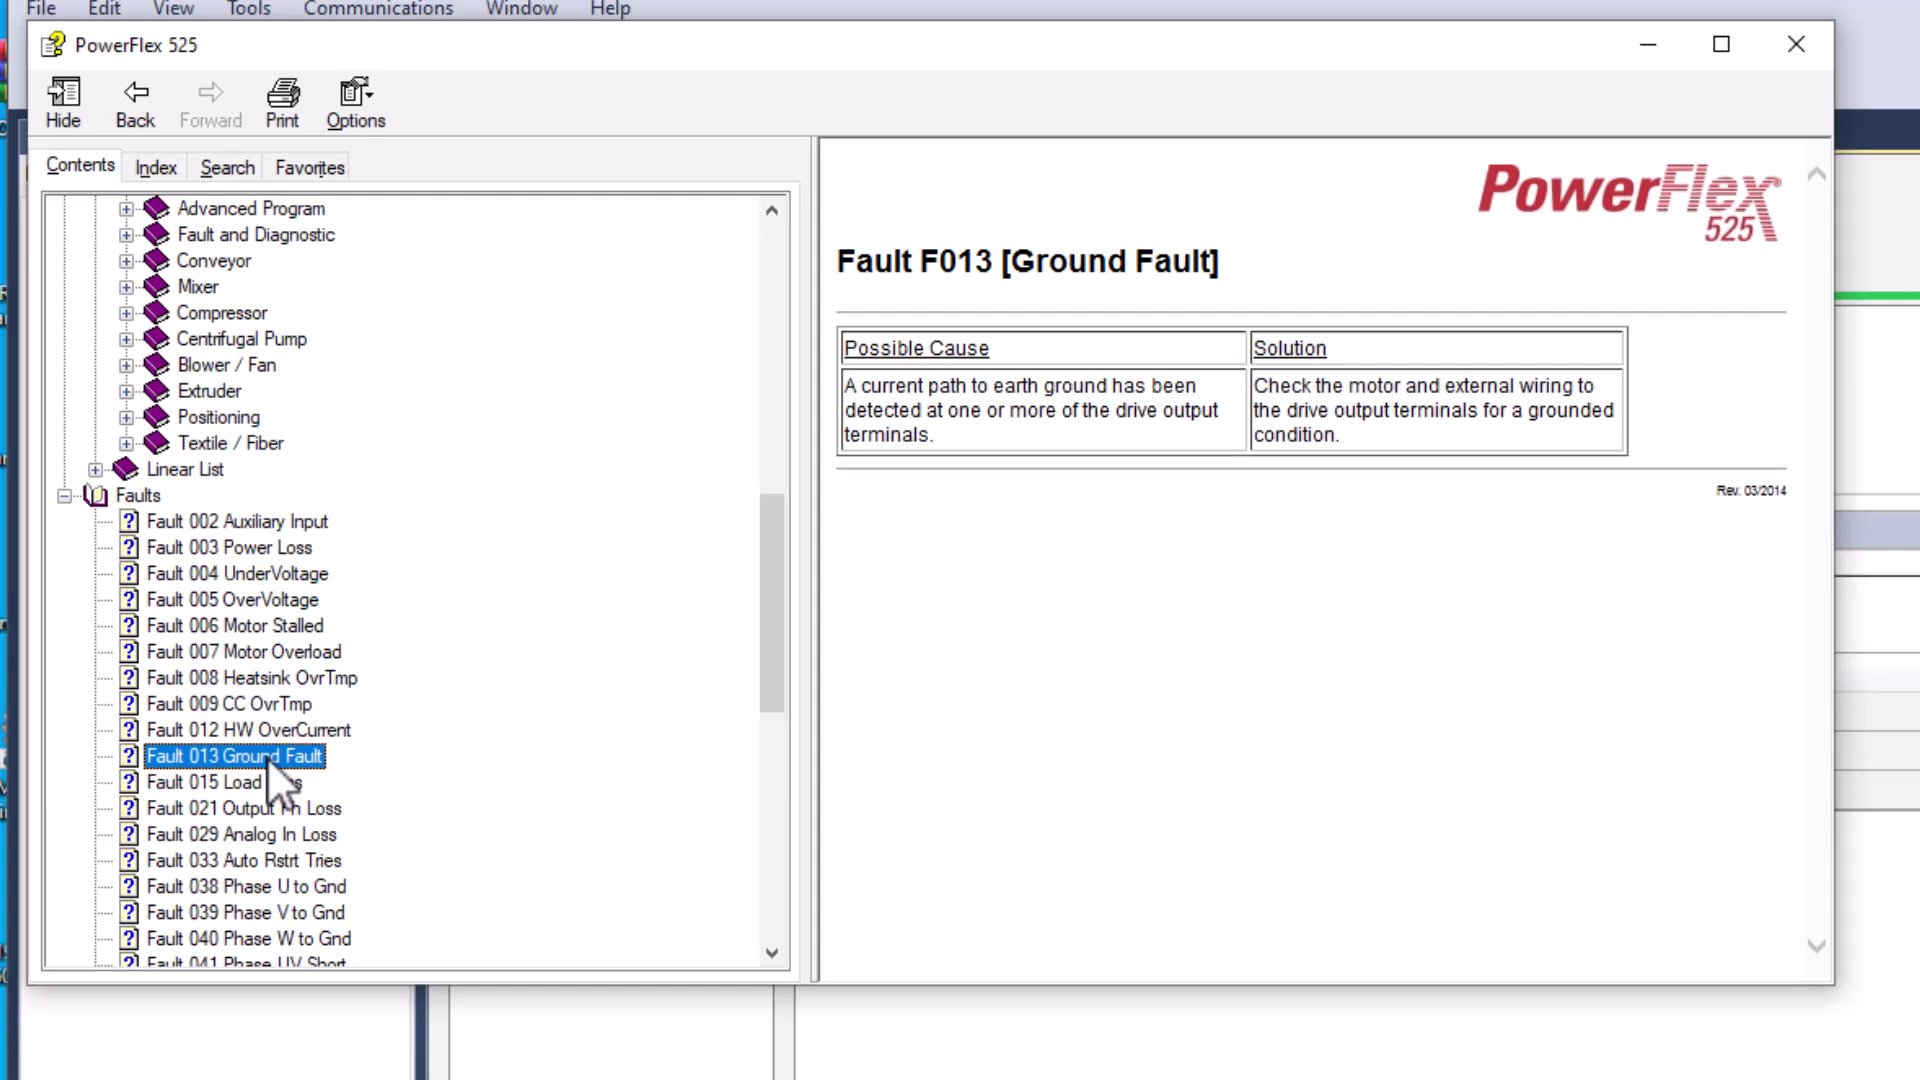 File Edit View Tools Communications Window Help
PowerFlex 525
Hide Back Forward Print Options
Contents Index Search Favorites
Advanced Program
Fault and Diagnostic
Conveyor
Mixer
Compressor
Centrifugal Pump
Blower / Fan
Extruder
Positioning
Textile / Fiber
Linear List
Faults
Fault 002 Auxiliary Input
Fault 003 Power Loss
Fault 004 UnderVoltage
Fault 005 OverVoltage
Fault 006 Motor Stalled
Fault 007 Motor Overload
Fault 008 Heatsink OvrTmp
Fault 009 CC OvrTmp
Fault 012 HW OverCurrent
Fault 013 Ground Fault
Fault 015 Load
Fault 021 Output Loss
Fault 029 Analog In Loss
Fault 033 Auto Rstrt Tries
Fault 038 Phase U to Gnd
Fault 039 Phase V to Gnd
Fault 040 Phase W to Gnd
Fault 041 Phase UV Short
PowerFlex
525
Fault F013 [Ground Fault]
Possible Cause
Solution
A current path to earth ground has been
detected at one or more of the drive output
terminals.
Check the motor and external wiring to
the drive output terminals for a grounded
condition.
Rev. 03/2014